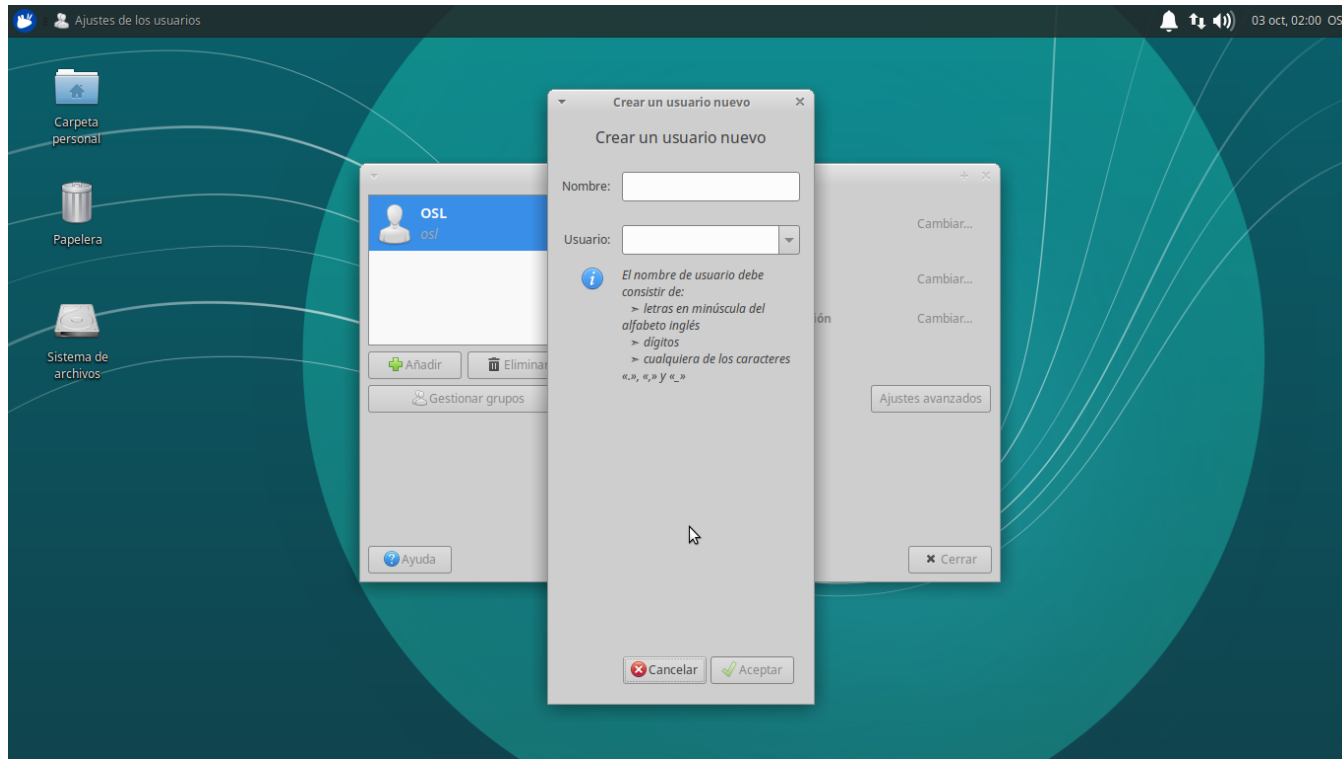 Ajustes de los usuarios
03 oct, 02:00 OS
Carpeta
personal
Papelera
Sistema de
archivos
OSL
osl
Añadir
Eliminar
Gestionar grupos
Ayuda
Crear un usuario nuevo
Crear un usuario nuevo
Nombre:
Usuario:
i
El nombre de usuario debe
consistir de:
➣ letras en minúscula del
alfabeto inglés
➣ dígitos
➣ cualquiera de los caracteres
«.», «,» y «_»
Cancelar
Aceptar
Cambiar...
Cambiar...
ión
Cambiar...
Ajustes avanzados
Cerrar